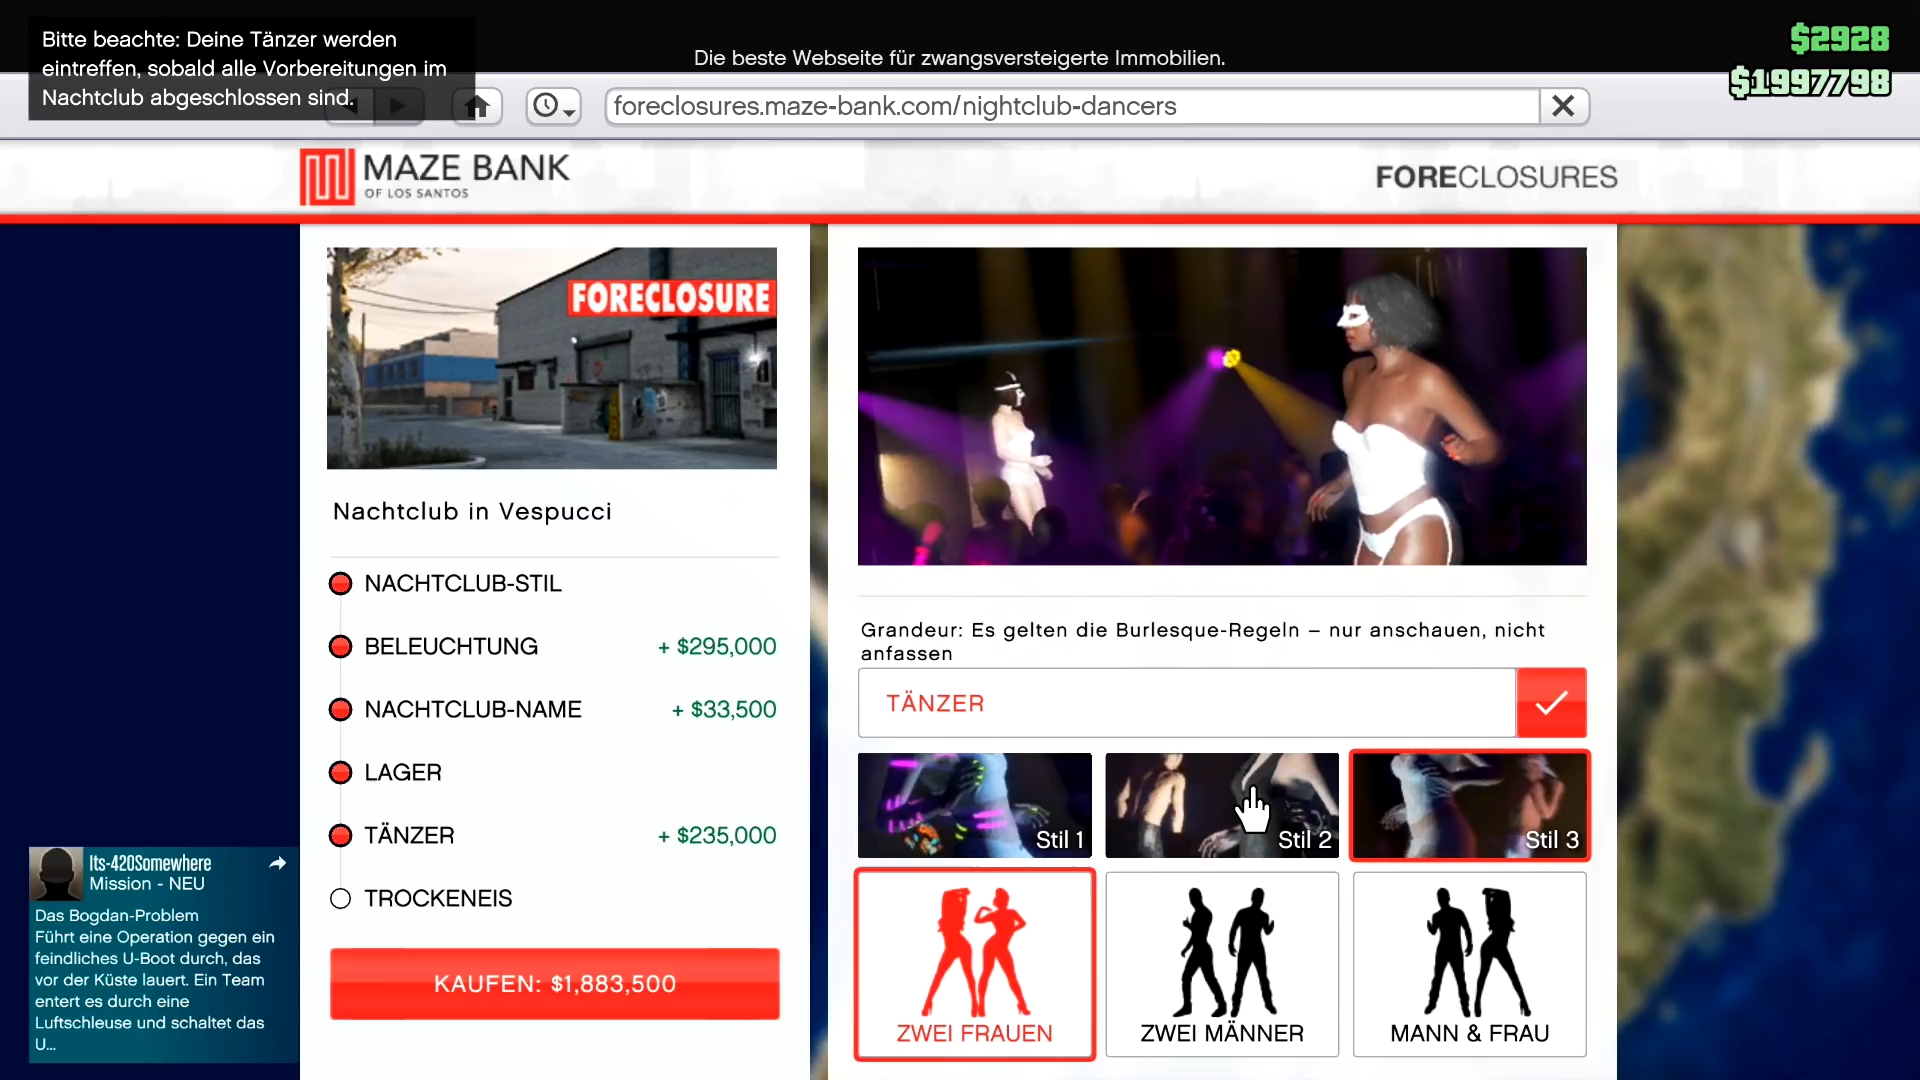 Bitte beachte: Deine Tänzer werden
eintreffen, sobald alle Vorbereitungen im
Nachtclub abgeschlossen sind.
Die beste Webseite für zwangsversteigerte Immobilien.
$2928
$1997798
foreclosures.maze-bank.com/nightclub-dancers
MAZE BANK
OF LOS SANTOS
FORECLOSURES
FORECLOSURE
Nachtclub in Vespucci
NACHTCLUB-STIL
BELEUCHTUNG + $295,000
NACHTCLUB-NAME + $33,500
LAGER
TÄNZER + $235,000
TROCKENEIS
KAUFEN: $1,883,500
Grandeur: Es gelten die Burlesque-Regeln – nur anschauen, nicht
anfassen
TÄNZER
Stil 1
Stil 2
Stil 3
ZWEI FRAUEN
ZWEI MÄNNER
MANN & FRAU
Its-420Somewhere
Mission - NEU
Das Bogdan-Problem
Führt eine Operation gegen ein
feindliches U-Boot durch, das
vor der Küste lauert. Ein Team
entert es durch eine
Luftschleuse und schaltet das
U...